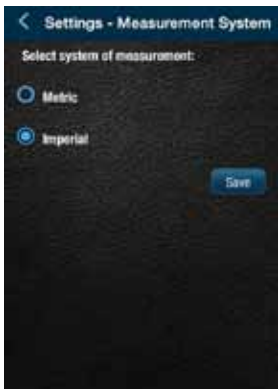 Settings - Measurement System
Select system of measurement:
Metric
Imperial
Save